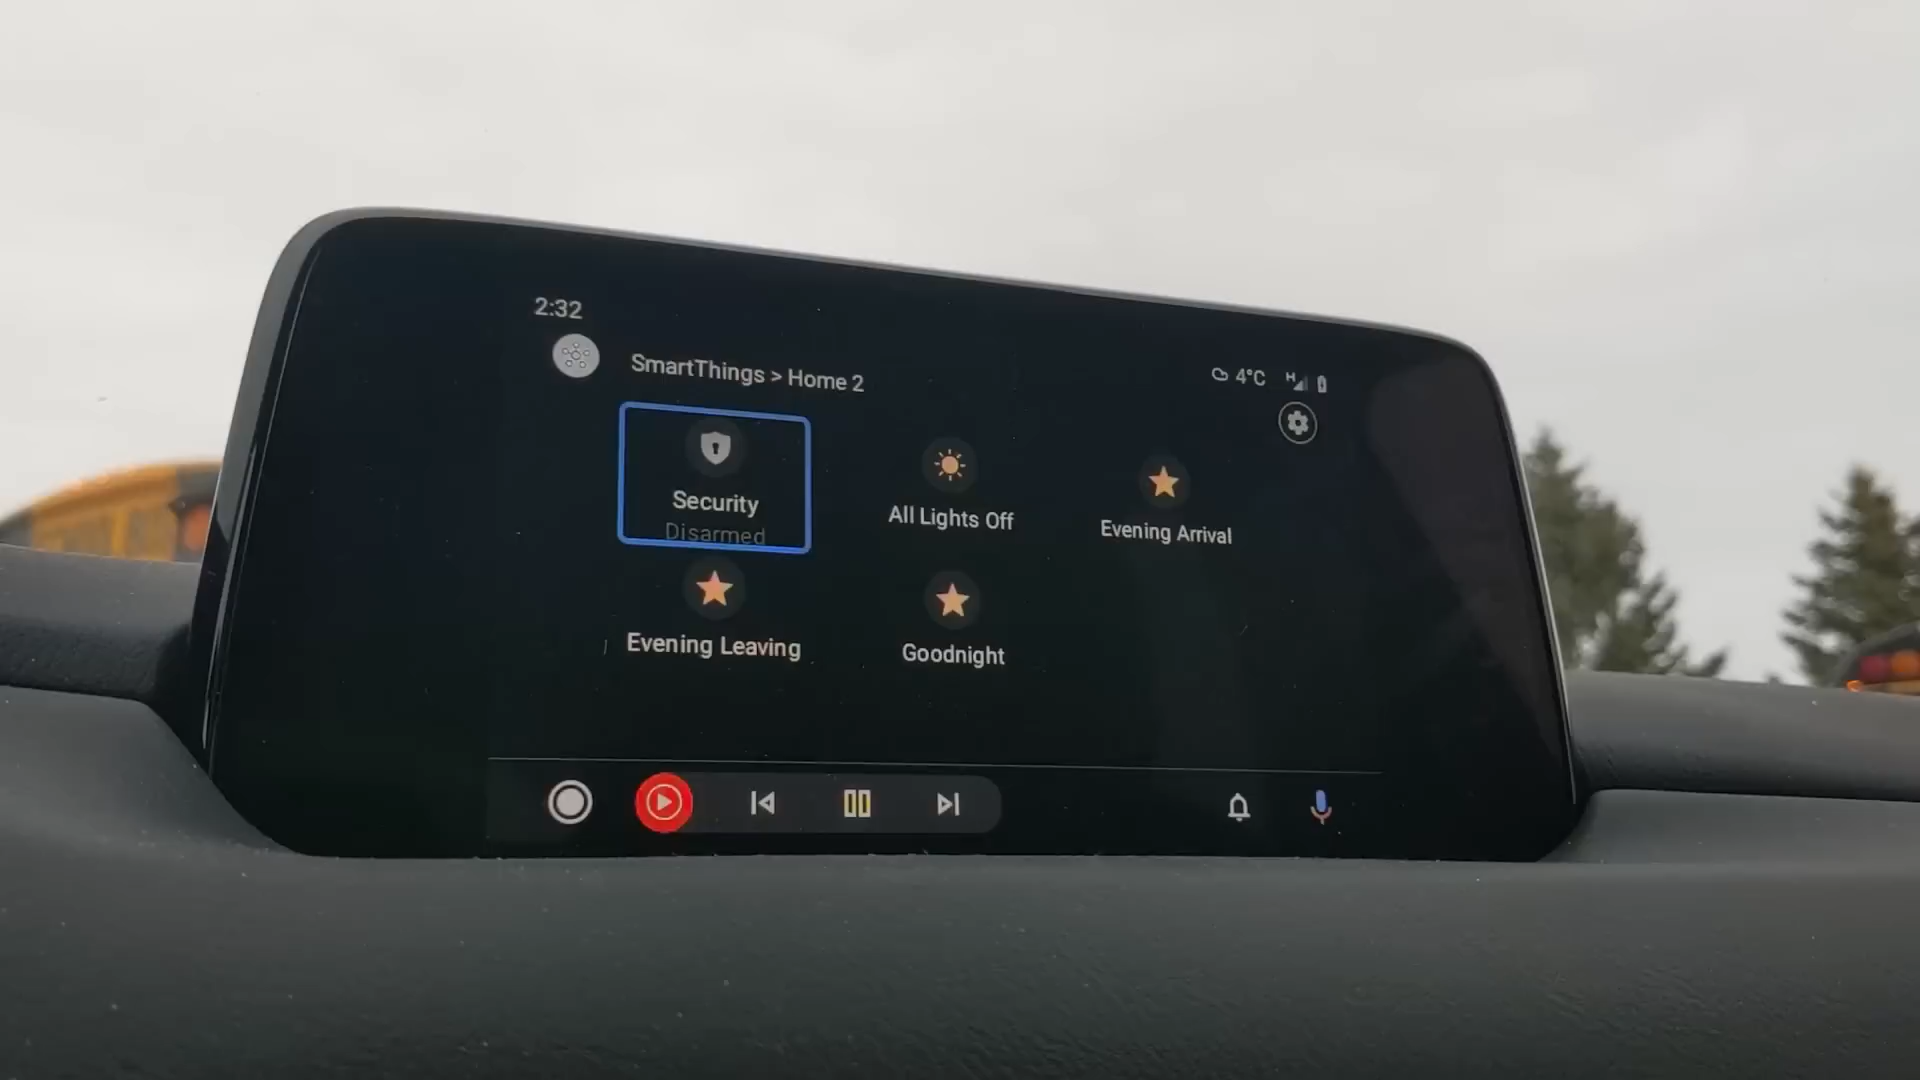 2:32
SmartThings > Home 2
4°C
H
Security
Disarmed
All Lights Off
Evening Arrival
Evening Leaving
Goodnight